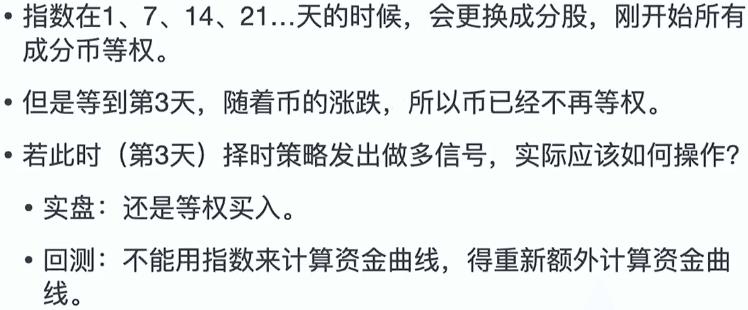 • 指数在1、7、14、21…天的时候，会更换成分股，刚开始所有
成分币等权。
• 但是等到第3天，随着币的涨跌，所以币已经不再等权。
• 若此时（第3天）择时策略发出做多信号，实际应该如何操作？
• 实盘：还是等权买入。
• 回测：不能用指数来计算资金曲线，得重新额外计算资金曲
线。